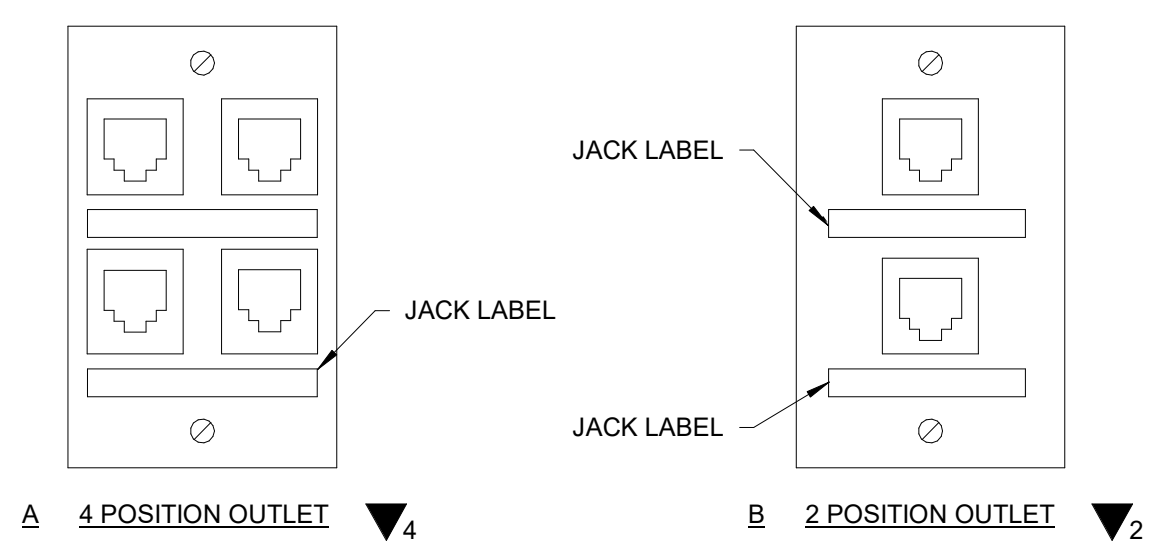 JACK LABEL
JACK LABEL
JACK LABEL
A 4 POSITION OUTLET 4
B 2 POSITION OUTLET 2